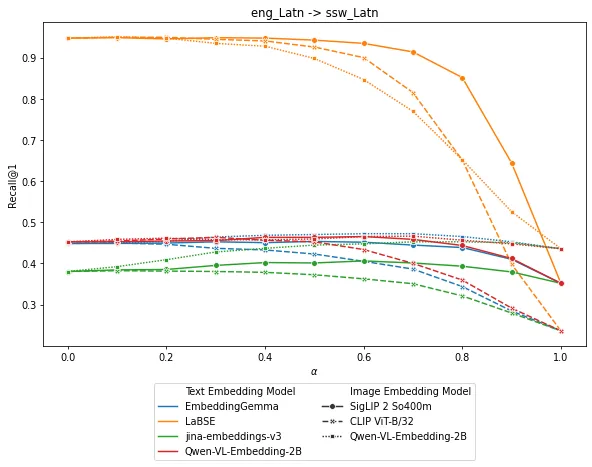 eng_Latn -> ssw_Latn
Recall@1
0.9
0.8
0.7
0.6
0.5
0.4
0.3
0.0 0.2 0.4 0.6 0.8 1.0
α
Text Embedding Model Image Embedding Model
EmbeddingGemma SigLIP 2 So400m
LaBSE CLIP ViT-B/32
jina-embeddings-v3 Qwen-VL-Embedding-2B
Qwen-VL-Embedding-2B